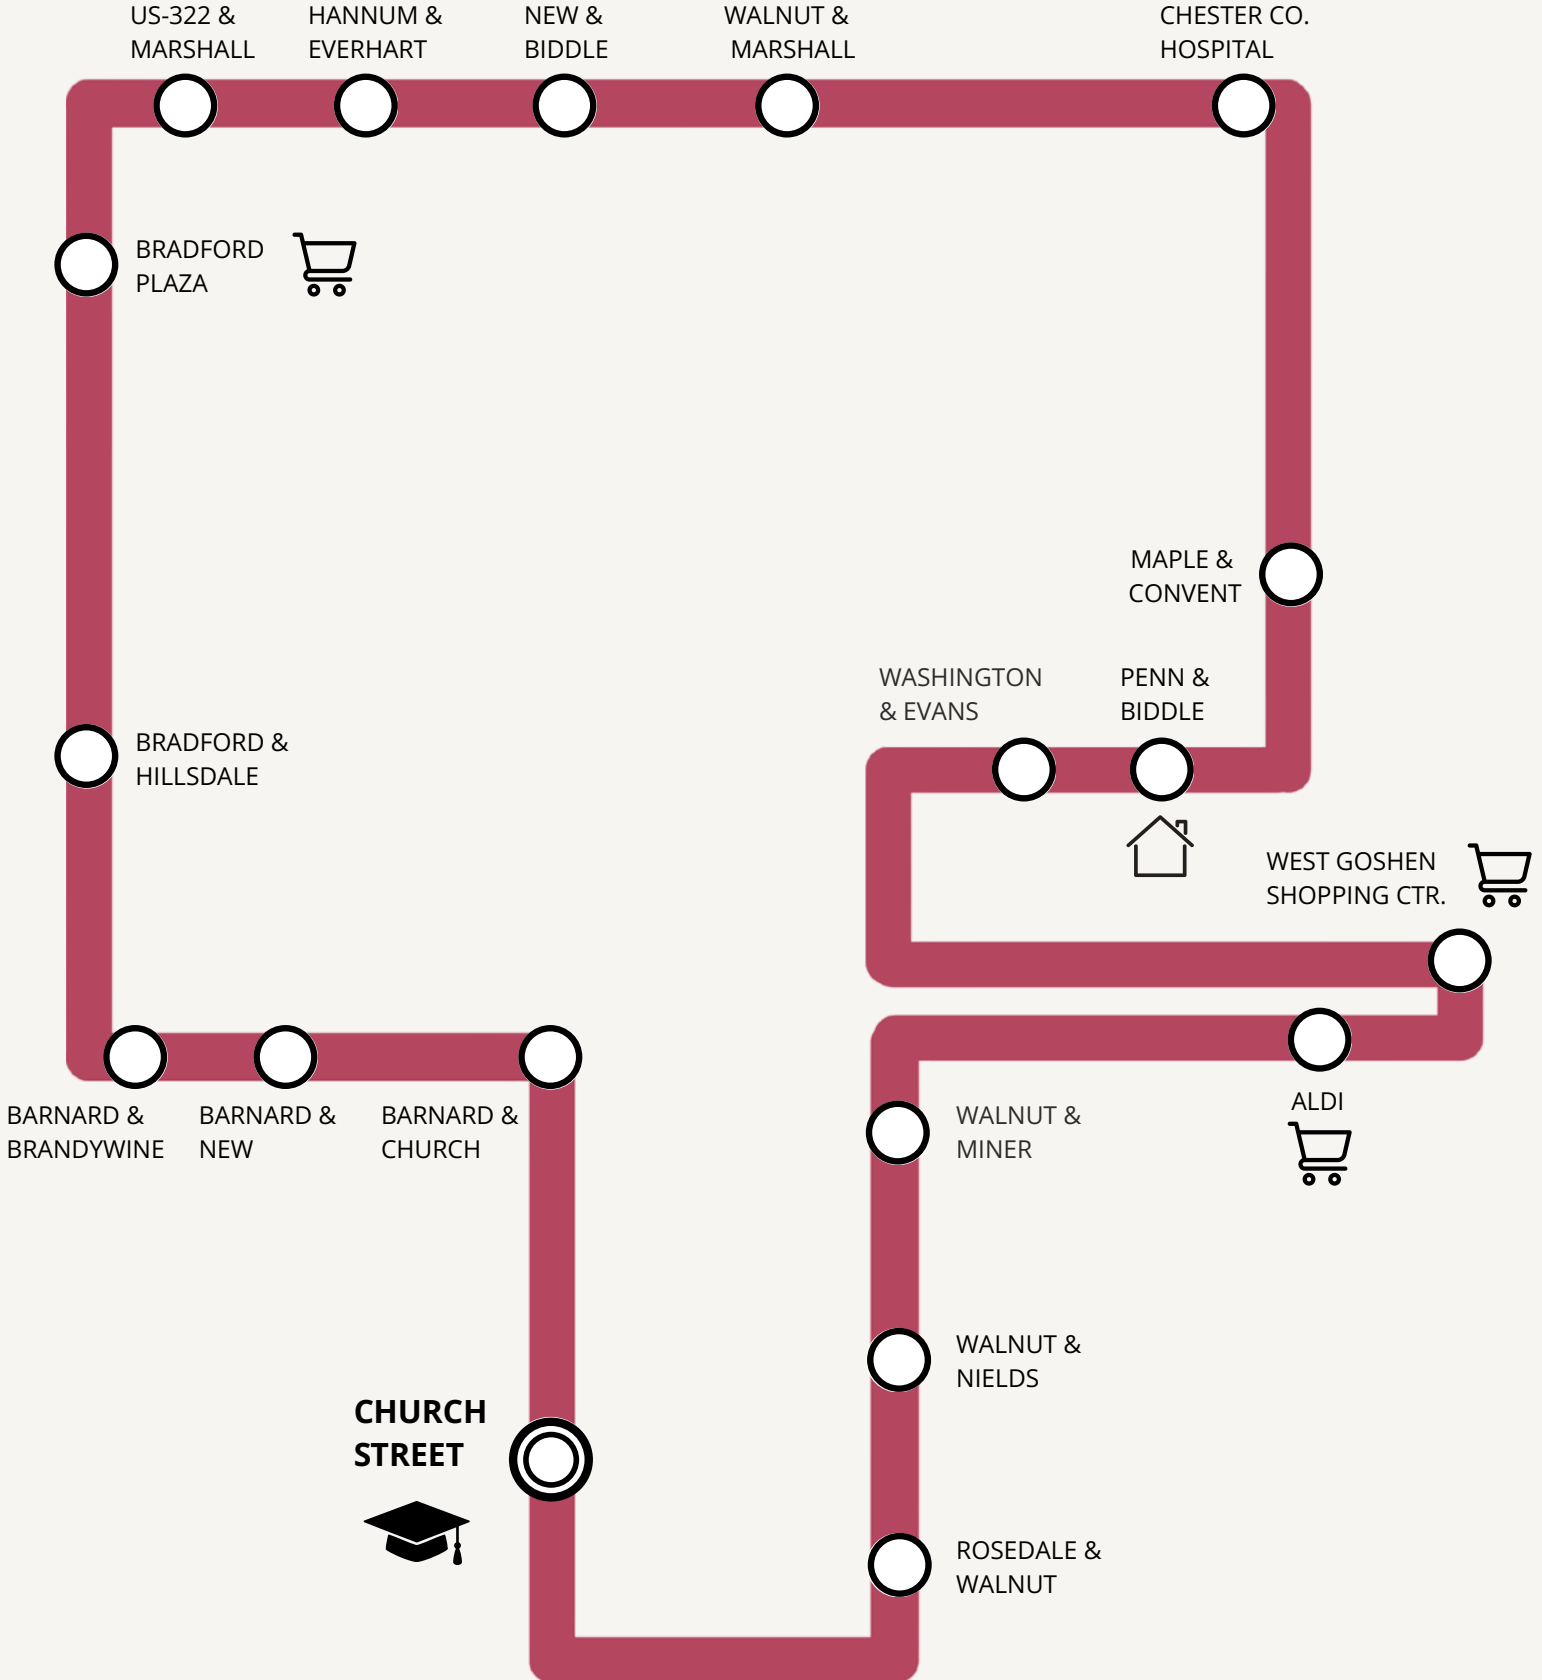 US-322 &
MARSHALL
HANNUM &
EVERHART
NEW &
BIDDLE
WALNUT &
MARSHALL
CHESTER CO.
HOSPITAL
BRADFORD
PLAZA
MAPLE &
CONVENT
WASHINGTON
& EVANS
PENN &
BIDDLE
BRADFORD &
HILLSDALE
WEST GOSHEN
SHOPPING CTR.
BARNARD &
BRANDYWINE
BARNARD &
NEW
BARNARD &
CHURCH
WALNUT &
MINER
ALDI
WALNUT &
NIELDS
CHURCH
STREET
ROSEDALE &
WALNUT